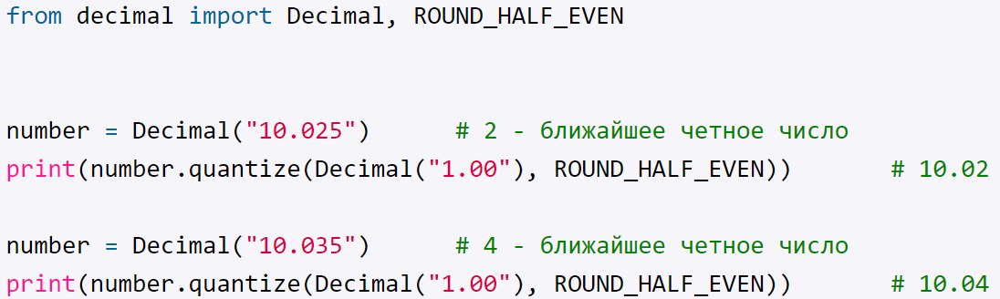 from decimal import Decimal, ROUND_HALF_EVEN
number = Decimal("10.025")      # 2 - ближайшее четное число
print(number.quantize(Decimal("1.00"), ROUND_HALF_EVEN))       # 10.02
number = Decimal("10.035")      # 4 - ближайшее четное число
print(number.quantize(Decimal("1.00"), ROUND_HALF_EVEN))       # 10.04